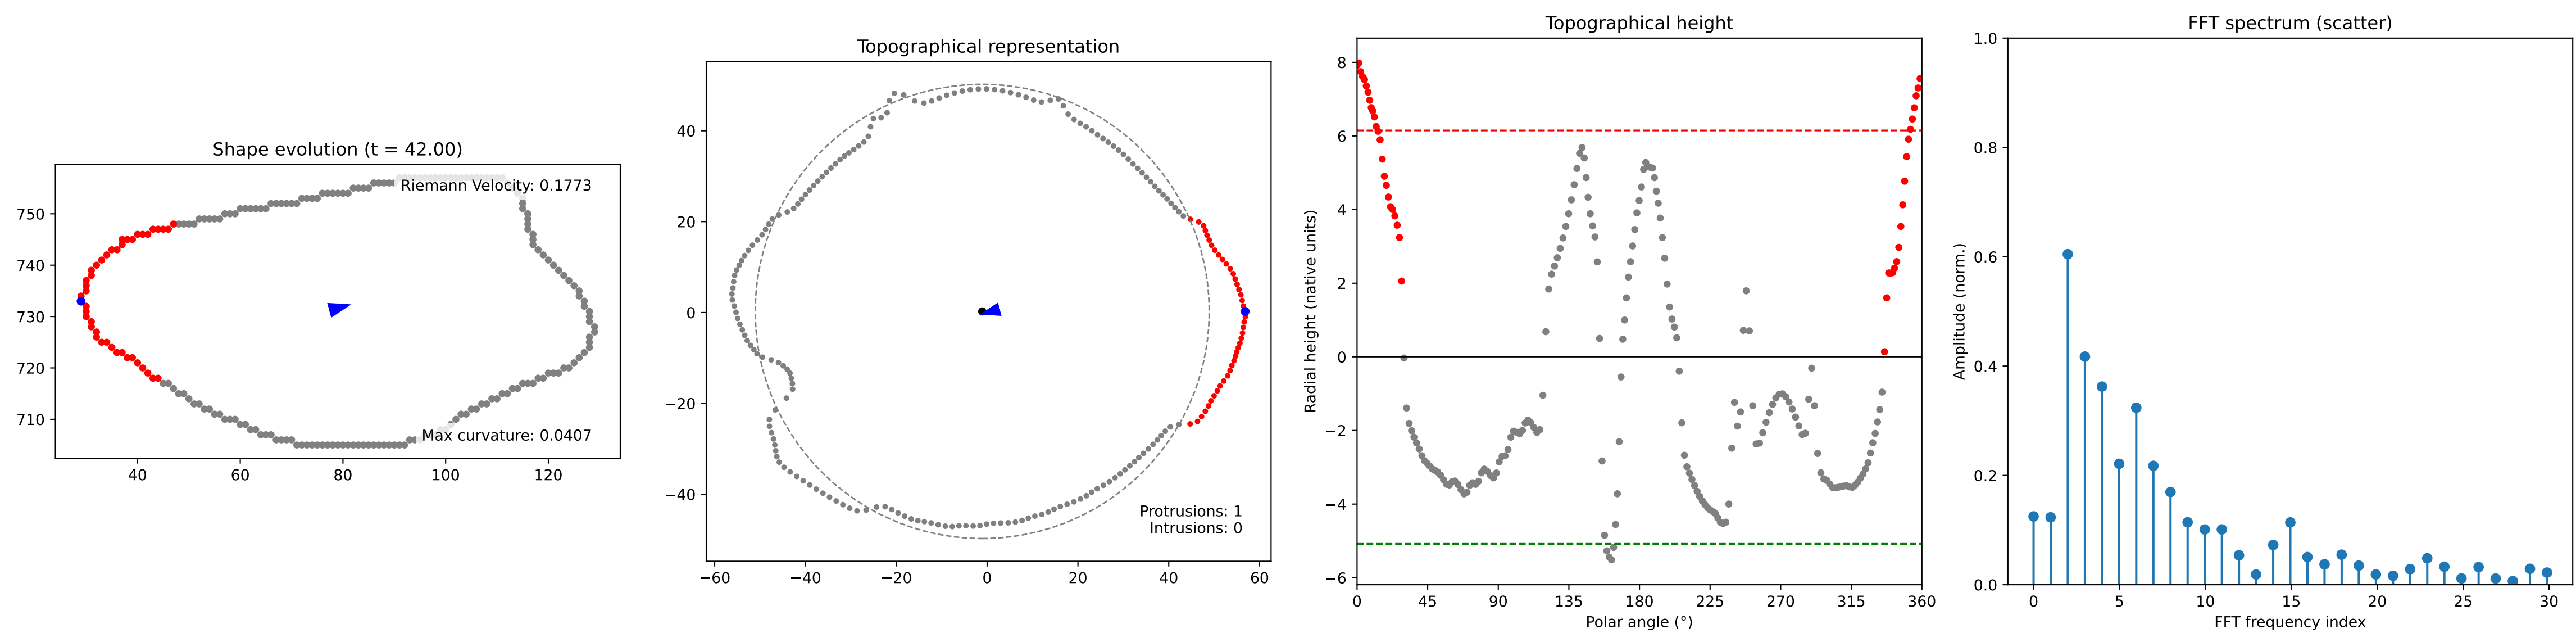 Shape evolution (t = 42.00)
750
740
730
720
710
Riemann Velocity: 0.1773
Max curvature: 0.0407
40 60 80 100 120
Topographical representation
40
20
0
−20
−40
Protrusions: 1
Intrusions: 0
−60 −40 −20 0 20 40 60
Topographical height
Radial height (native units)
8
6
4
2
0
−2
−4
−6
0 45 90 135 180 225 270 315 360
Polar angle (°)
FFT spectrum (scatter)
Amplitude (norm.)
1.0
0.8
0.6
0.4
0.2
0.0
0 5 10 15 20 25 30
FFT frequency index